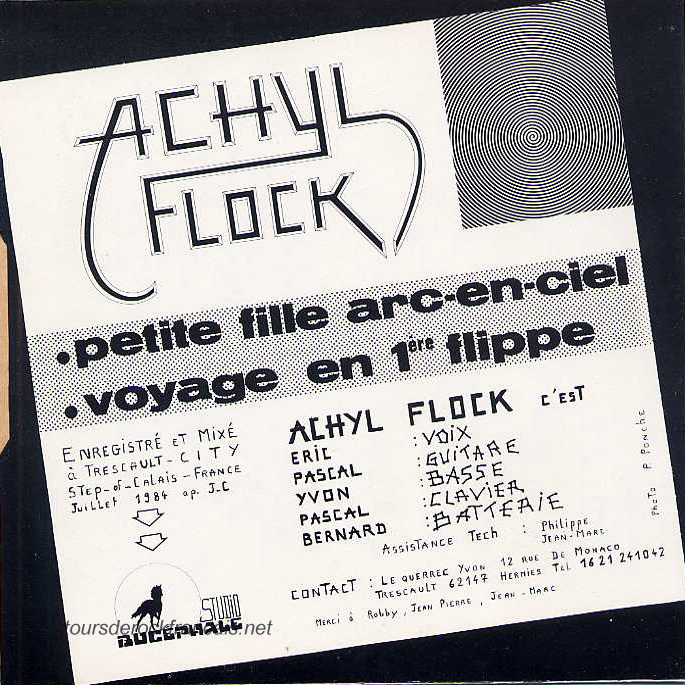 ACHYL
FLOCK
• petite fille arc-en-ciel
• voyage en 1ère flippe
ENREGISTRÉ ET MIXÉ
à TRESCAULT-CITY
STEP-of-CALAIS-FRANCE
Juillet 1984 ap. J-C
ACHYL FLOCK C'EST
ERIC : VOIX
PASCAL : GUITARE
YVON : BASSE
PASCAL : CLAVIER
BERNARD : BATTERIE
ASSISTANCE TECH : Philippe
JEAN-MARC
CONTACT : LE QUERREC YVON 12 RUE DE MONACO
TRESCAULT 62147 HERMIES Tél 16 21 241042
MERCI à Robby, JEAN PIERRE, JEAN-MARC
PHOTO P. PONCHE
STUDIO
BUCEPHALE
toursderockfrancais.net